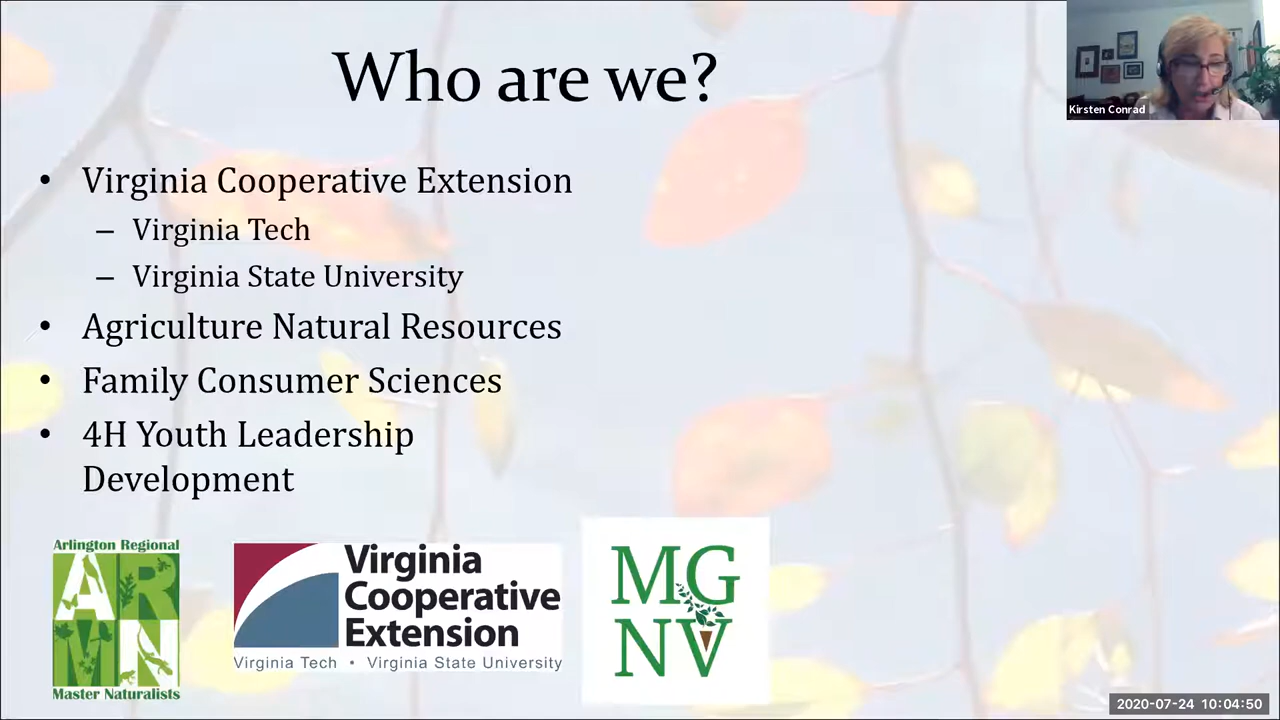 Who are we?
Kirsten Conrad
• Virginia Cooperative Extension
– Virginia Tech
– Virginia State University
• Agriculture Natural Resources
• Family Consumer Sciences
• 4H Youth Leadership
Development
Arlington Regional
ARMN
Master Naturalists
Virginia
Cooperative
Extension
Virginia Tech • Virginia State University
MG
NV
2020-07-24 10:04:50